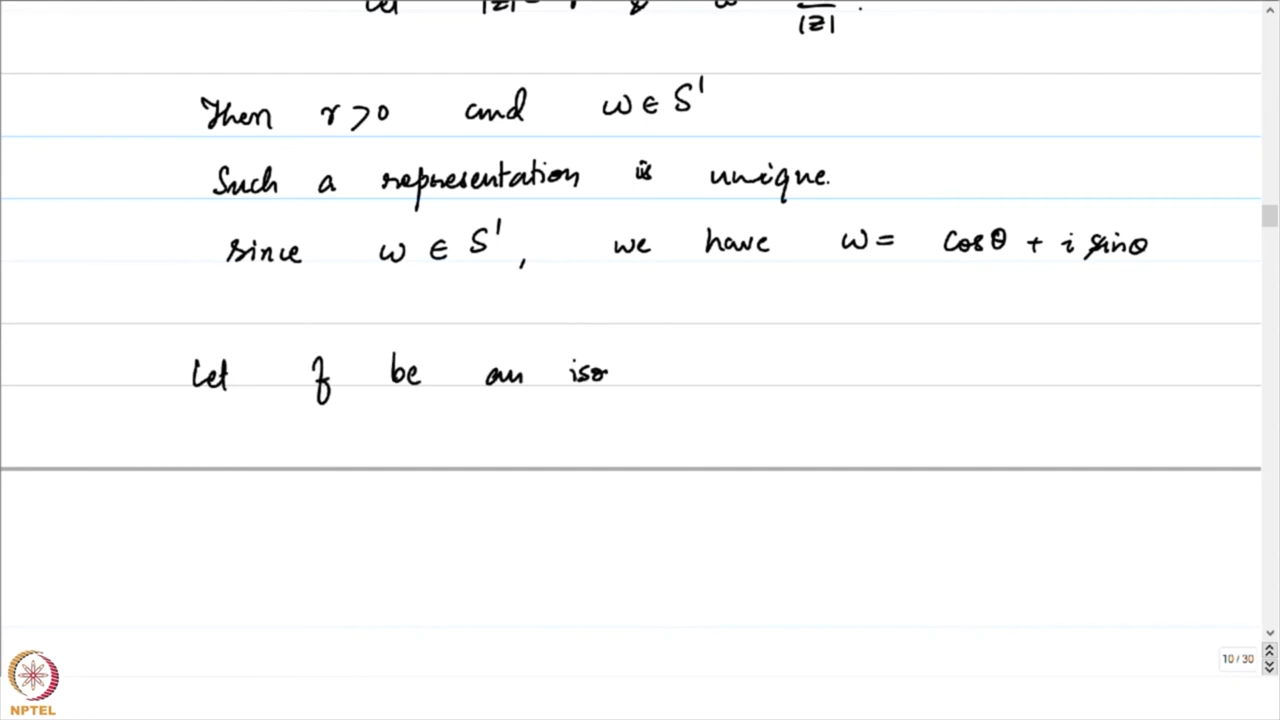 Let |z| = r & ω |z| .
Then r > 0 and ω ∈ S¹
Such a representation is unique.
since ω ∈ S¹, we have ω = cosθ + i sinθ
Let f be an iso
10 / 30
NPTEL